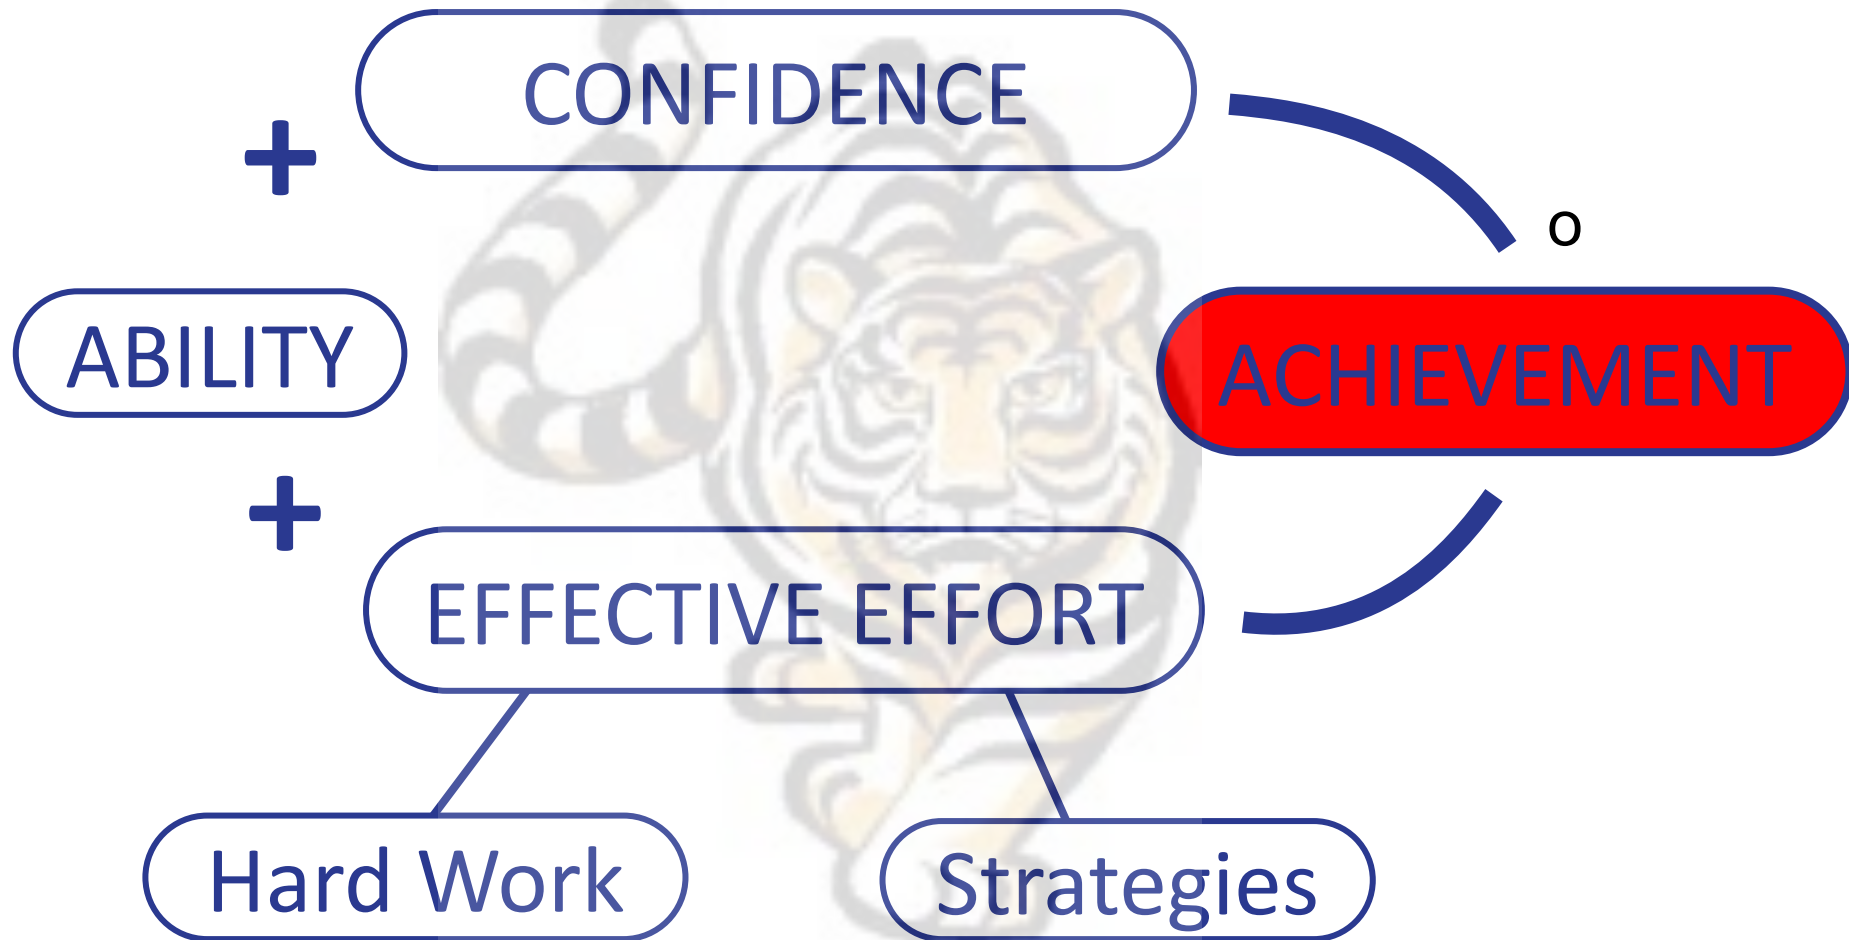 CONFIDENCE
+
o
ABILITY
ACHIEVEMENT
+
EFFECTIVE EFFORT
Hard Work
Strategies